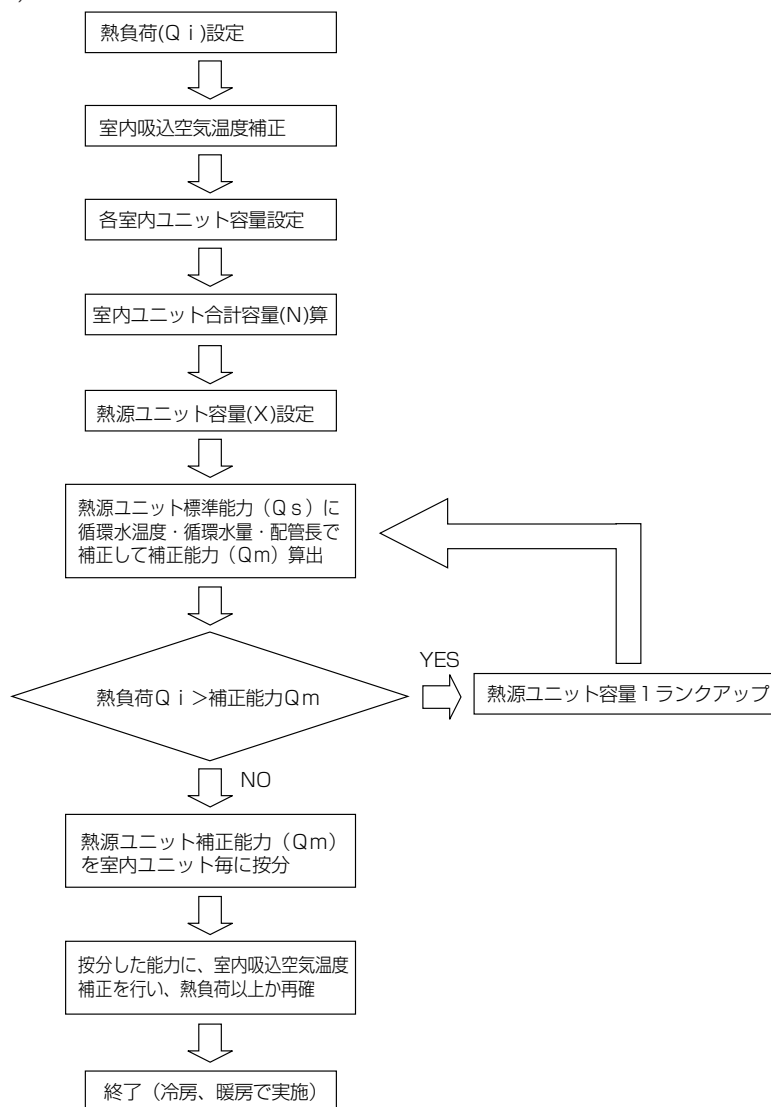 熱負荷(Ｑｉ)設定
室内吸込空気温度補正
各室内ユニット容量設定
室内ユニット合計容量(N)算
熱源ユニット容量(X)設定
熱源ユニット標準能力（Ｑｓ）に
循環水温度・循環水量・配管長で
補正して補正能力（Ｑｍ）算出
YES
熱負荷Ｑｉ＞補正能力Ｑｍ
熱源ユニット容量１ランクアップ
NO
熱源ユニット補正能力（Ｑｍ）
を室内ユニット毎に按分
按分した能力に、室内吸込空気温度
補正を行い、熱負荷以上か再確
終了（冷房、暖房で実施）